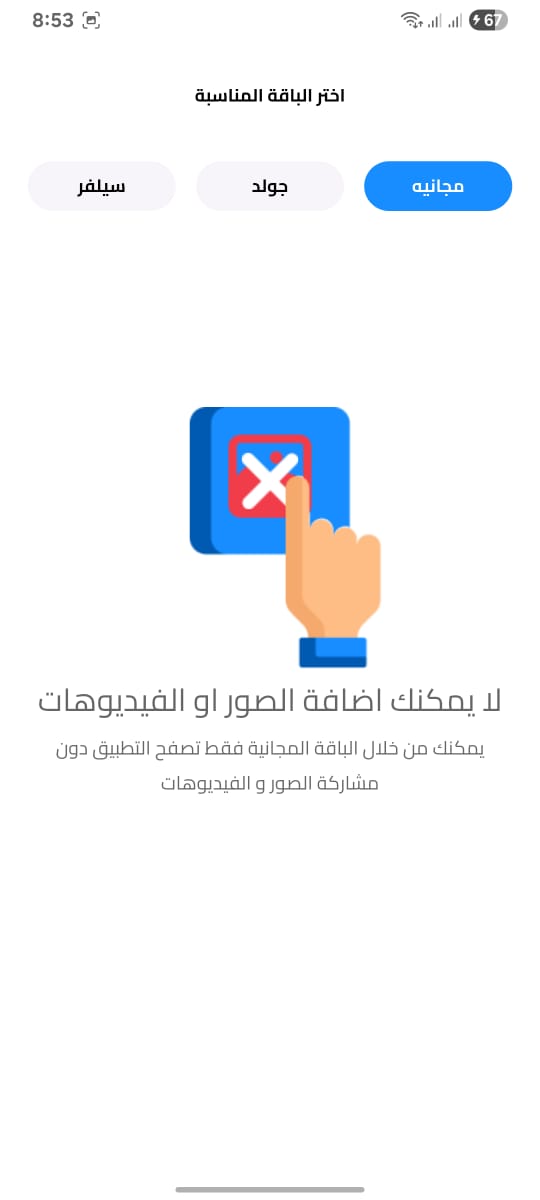 8:53
67
اختر الباقة المناسبة
مجانيه
جولد
سيلفر
لا يمكنك اضافة الصور او الفيديوهات
يمكنك من خلال الباقة المجانية فقط تصفح التطبيق دون
مشاركة الصور و الفيديوهات